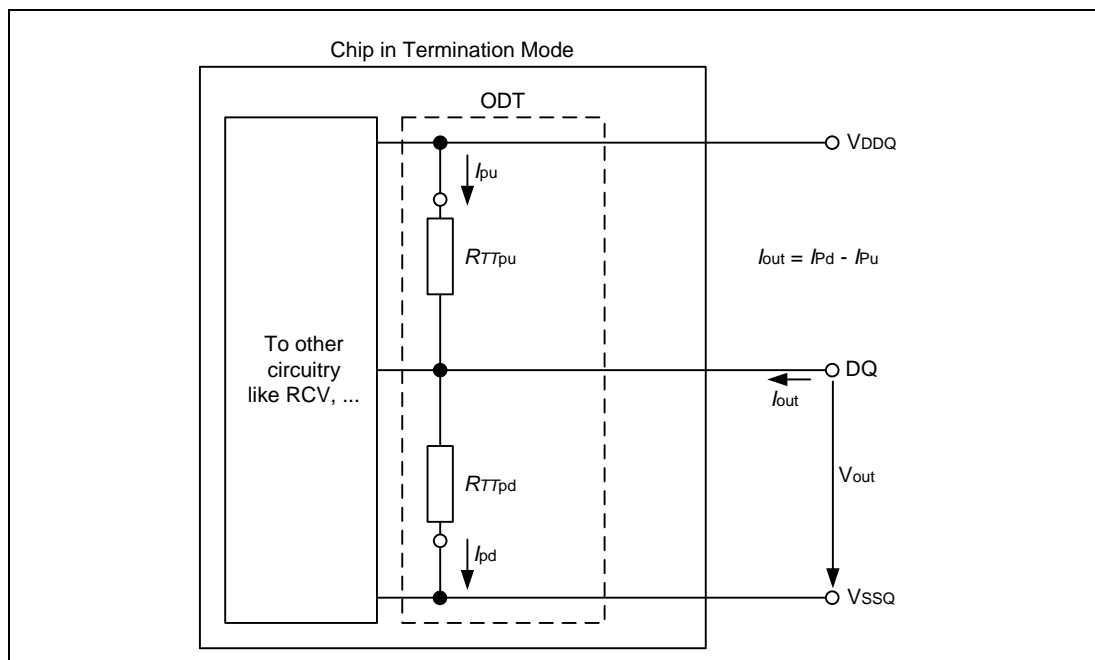 Chip in Termination Mode
ODT
VDDQ
Ipu
RTTpu
Iout = IPd - IPu
To other
circuitry
like RCV, ...
DQ
Iout
RTTpd
Vout
Ipd
VSSQ